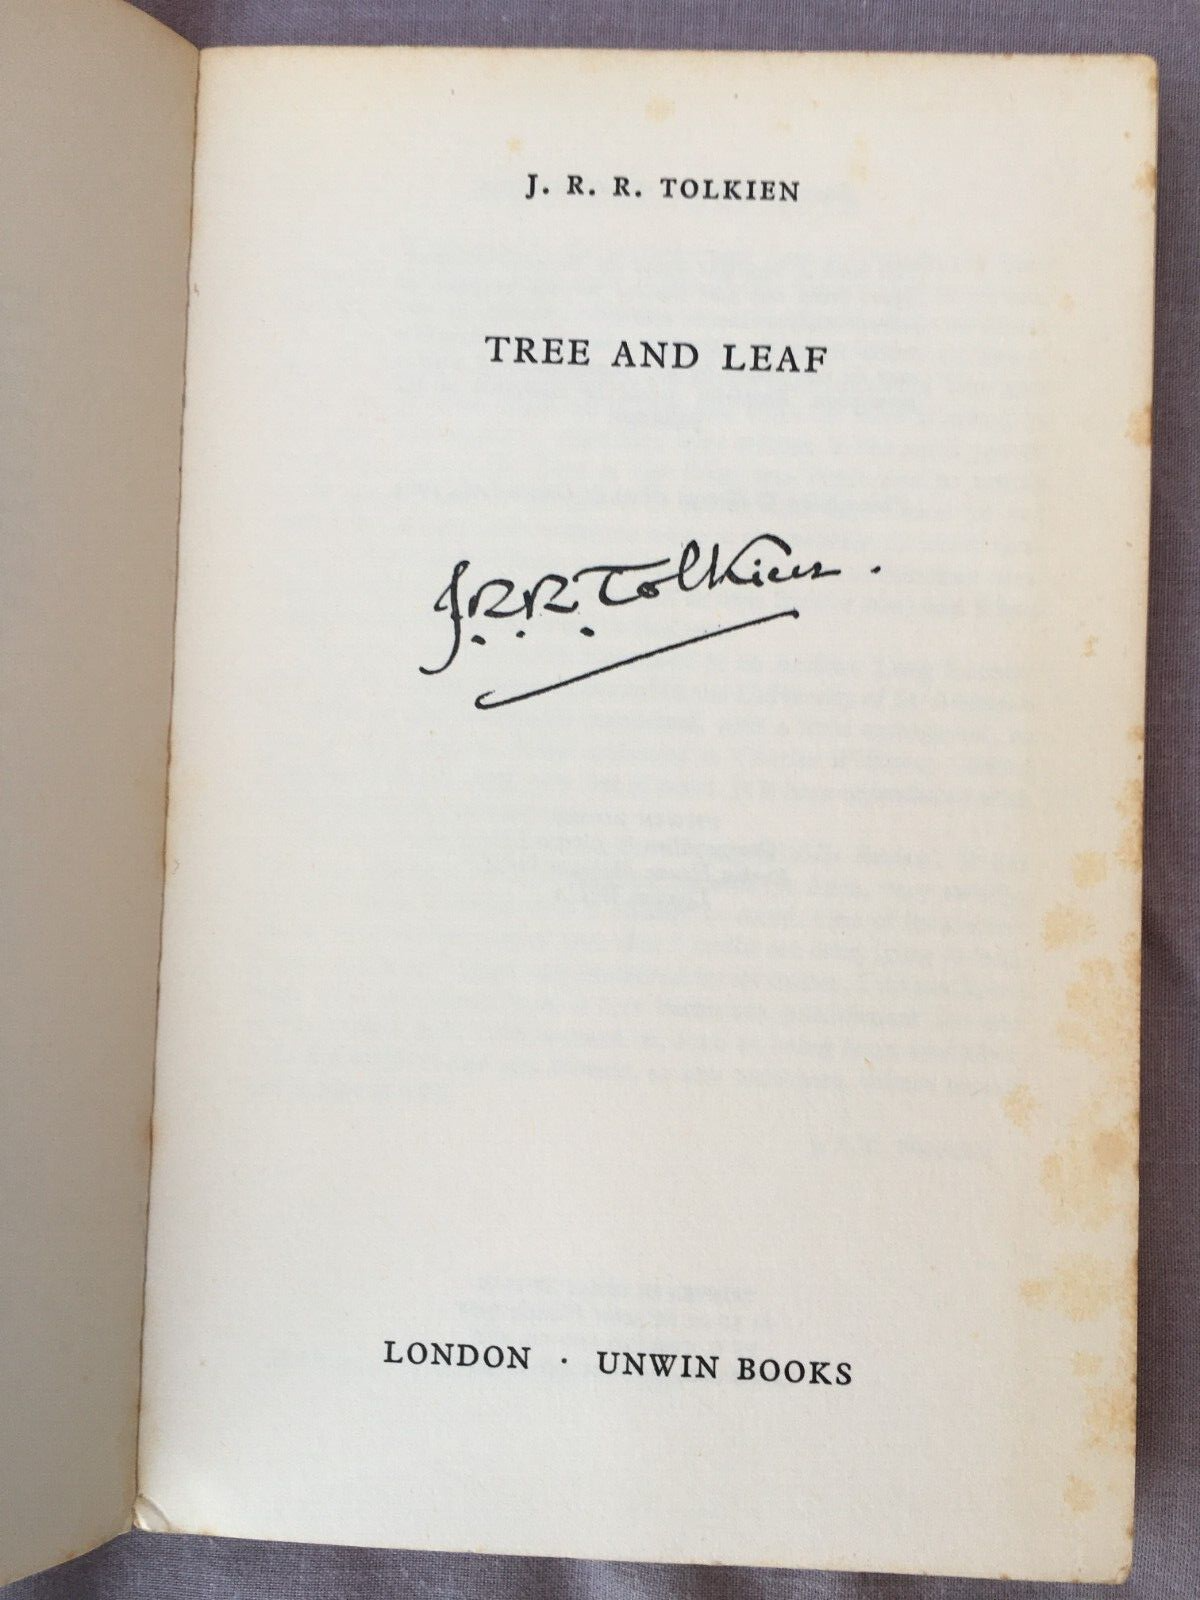 J. R. R. TOLKIEN
TREE AND LEAF
J.R.R. Tolkien.
LONDON · UNWIN BOOKS